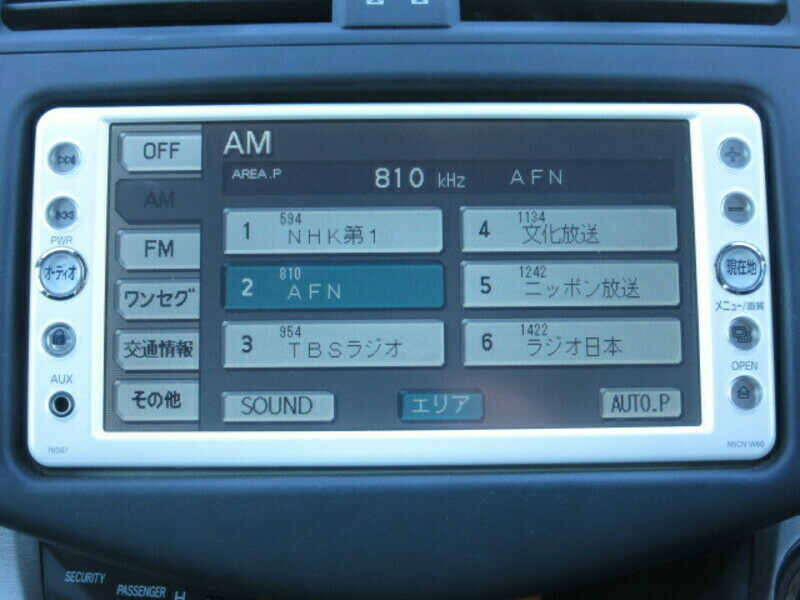 OFF
AM
FM
ワンセグ
交通情報
その他
AM
AREA.P 810 kHz AFN
1 594 NHK第1
2 810 AFN
3 954 TBSラジオ
4 1134 文化放送
5 1242 ニッポン放送
6 1422 ラジオ日本
SOUND エリア AUTO.P
PWR
オーディオ
AUX
76047
現在地
メニュー/画質
OPEN
NSCN-W60
SECURITY
PASSENGER